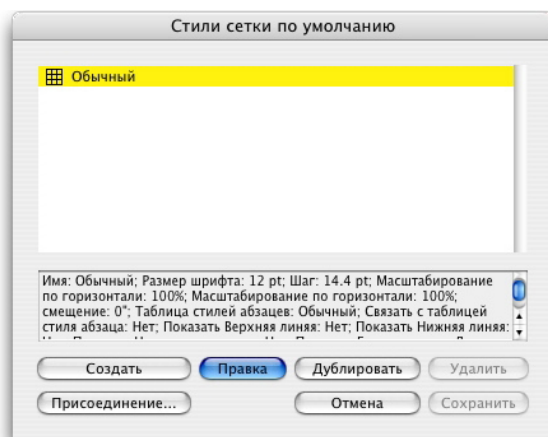 Стили сетки по умолчанию
Обычный
Имя: Обычный; Размер шрифта: 12 pt; Шаг: 14.4 pt; Масштабирование
по горизонтали: 100%; Масштабирование по горизонтали: 100%;
смещение: 0"; Таблица стилей абзацев: Обычный; Связать с таблицей
стиля абзаца: Нет; Показать Верхняя линия: Нет; Показать Нижняя линия:
Создать Правка Дублировать Удалить
Присоединение... Отмена Сохранить